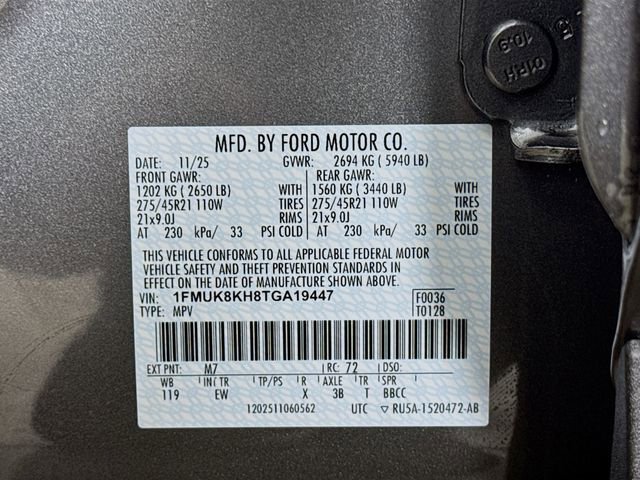 01RH
10.9
5
MFD. BY FORD MOTOR CO.
DATE: 11/25 GVWR: 2694 KG ( 5940 LB)
FRONT GAWR: REAR GAWR:
1202 KG ( 2650 LB) WITH 1560 KG ( 3440 LB) WITH
275/45R21 110W TIRES 275/45R21 110W TIRES
21x9.0J RIMS 21x9.0J RIMS
AT 230 kPa/ 33 PSI COLD AT 230 kPa/ 33 PSI COLD
THIS VEHICLE CONFORMS TO ALL APPLICABLE FEDERAL MOTOR
VEHICLE SAFETY AND THEFT PREVENTION STANDARDS IN
EFFECT ON THE DATE OF MANUFACTURE SHOWN ABOVE.
VIN: 1FMUK8KH8TGA19447 F0036
TYPE: MPV T0128
EXT PNT: M7 RC: 72 DSO:
WB INT TR TP/PS R AXLE TR SPR
119 EW X 3B T BBCC
1202511060562 UTC ▽ RU5A-1520472-AB